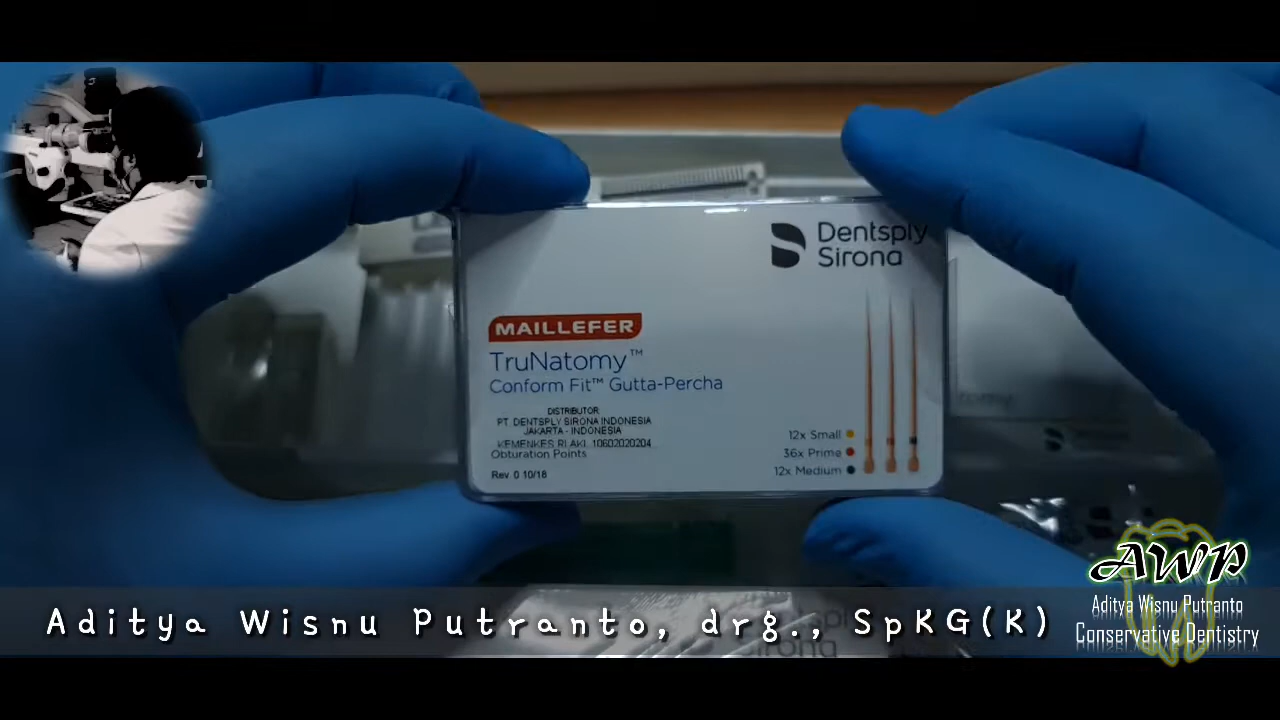 Dentsply
Sirona
MAILLEFER
TruNatomy™
Conform Fit™ Gutta-Percha
DISTRIBUTOR
PT. DENTSPLY SIRONA INDONESIA
JAKARTA - INDONESIA
KEMENKES RI AKL 10602020204
Obturation Points
Rev. 0 10/18
12x Small
36x Prime
12x Medium
Aditya Wisnu Putranto, drg., SpKG(K)
AWP
Aditya Wisnu Putranto
Conservative Dentistry
Sirona